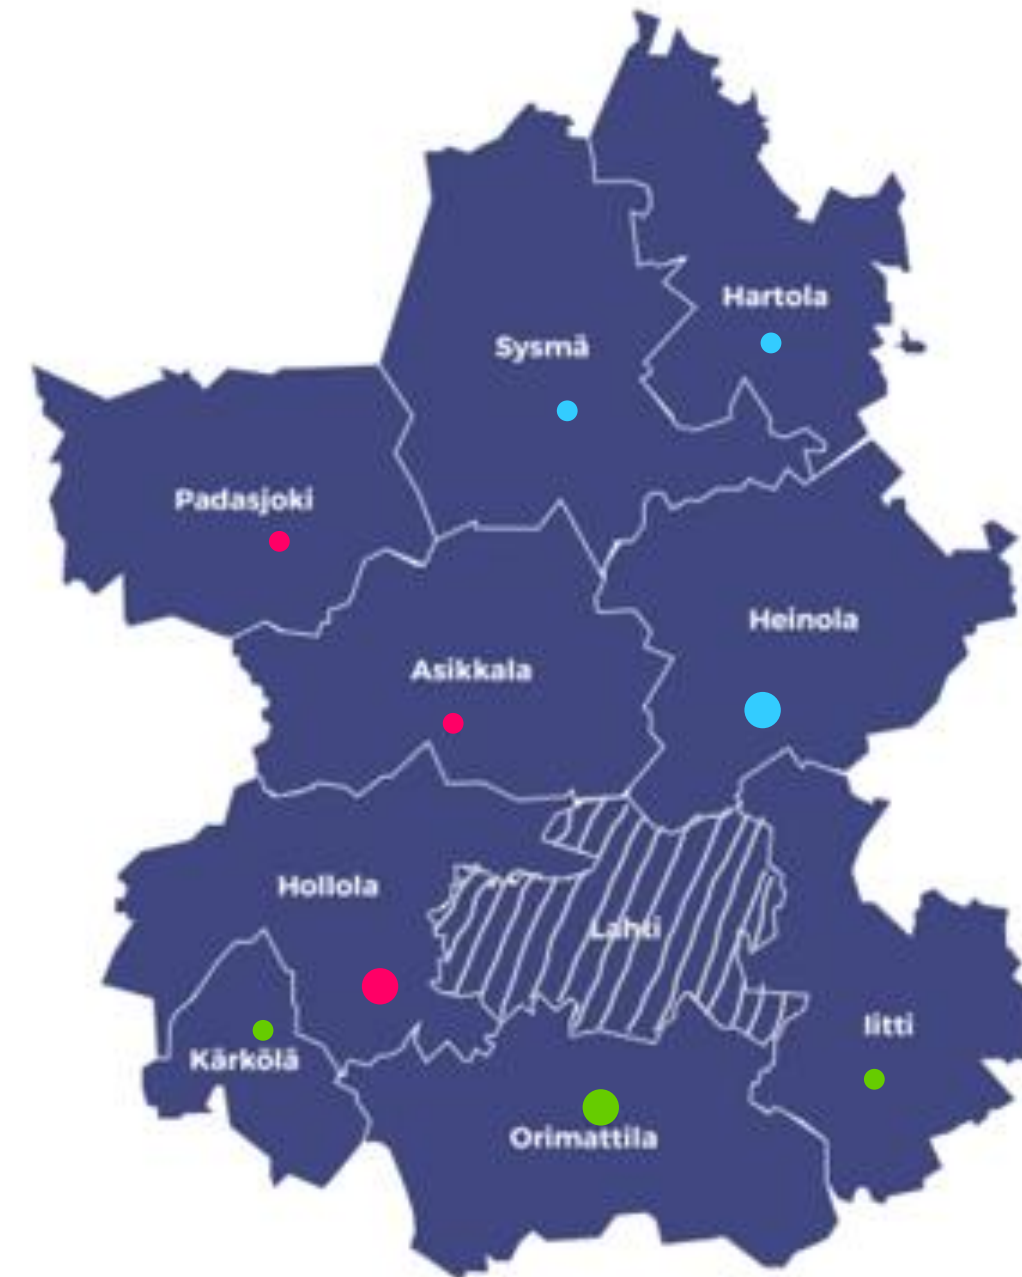 Hartola
Sysmä
Padasjoki
Heinola
Asikkala
Hollola
Lahti
Iitti
Kärkölä
Orimattila